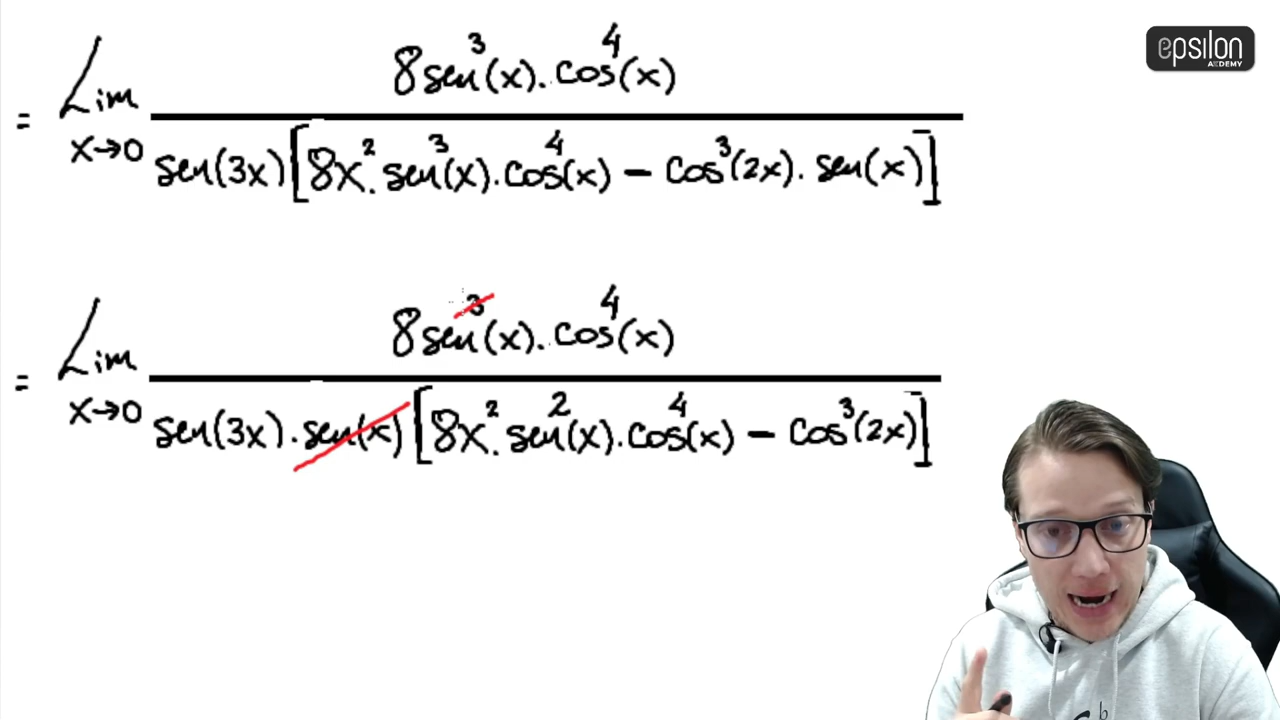 epsilon
AKADEMY
= Lim x→0 8sen³(x).cos⁴(x) / sen(3x)[8x².sen³(x).cos⁴(x) − cos³(2x).sen(x)]
= Lim x→0 8sen³(x).cos⁴(x) / sen(3x).sen(x)[8x².sen²(x).cos⁴(x) − cos³(2x)]